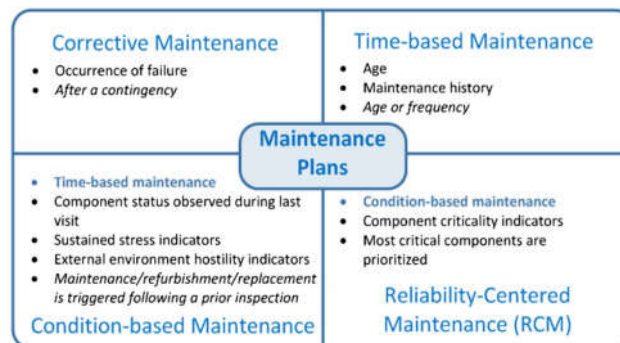 Corrective Maintenance
• Occurrence of failure
• After a contingency
Time-based Maintenance
• Age
• Maintenance history
• Age or frequency
Maintenance
Plans
• Time-based maintenance
• Component status observed during last
visit
• Sustained stress indicators
• External environment hostility indicators
• Maintenance/refurbishment/replacement
is triggered following a prior inspection
Condition-based Maintenance
• Condition-based maintenance
• Component criticality indicators
• Most critical components are
prioritized
Reliability-Centered
Maintenance (RCM)